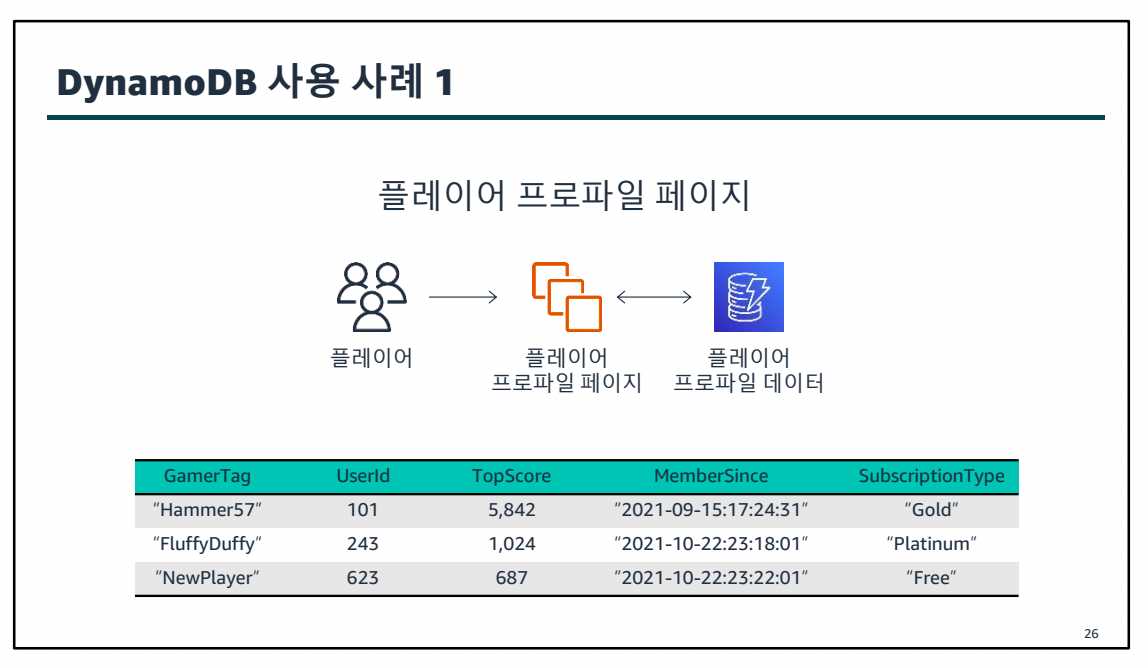 DynamoDB 사용 사례 1
플레이어 프로파일 페이지
플레이어
플레이어
프로파일 페이지
플레이어
프로파일 데이터
GamerTag UserId TopScore MemberSince SubscriptionType
"Hammer57" 101 5,842 "2021-09-15:17:24:31" "Gold"
"FluffyDuffy" 243 1,024 "2021-10-22:23:18:01" "Platinum"
"NewPlayer" 623 687 "2021-10-22:23:22:01" "Free"
26